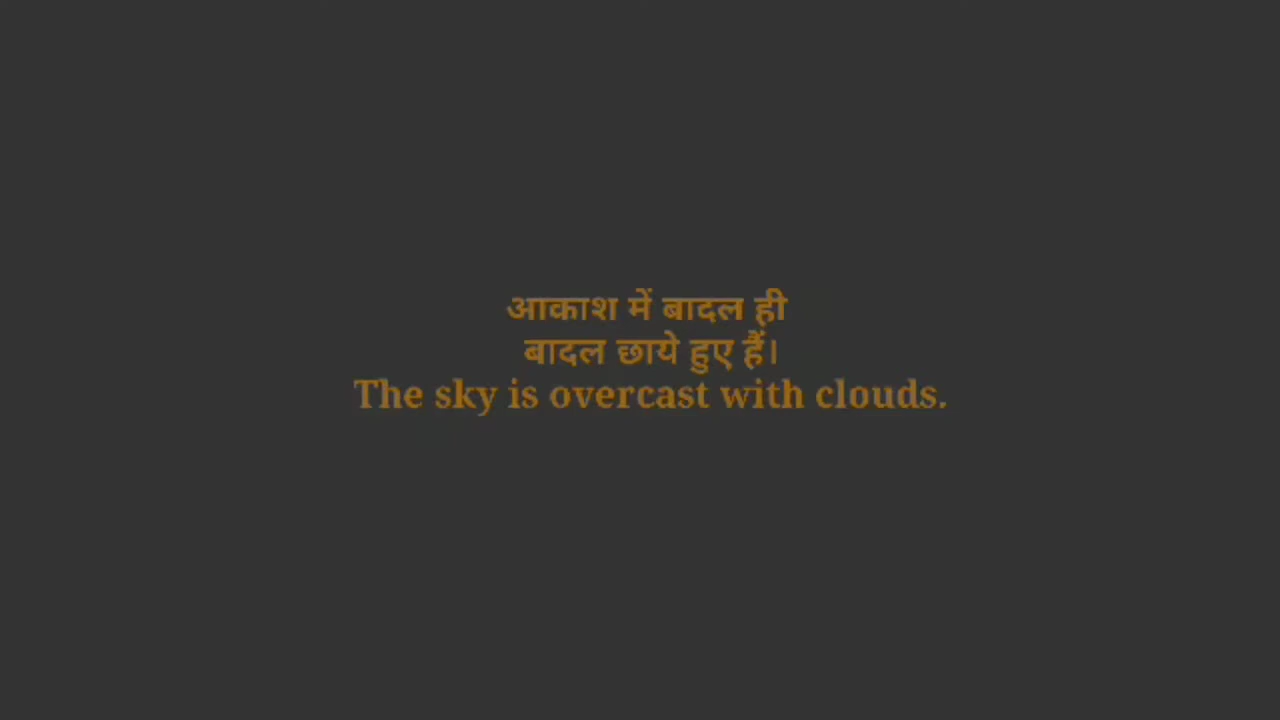 आकाश में बादल ही
बादल छाये हुए हैं।
The sky is overcast with clouds.